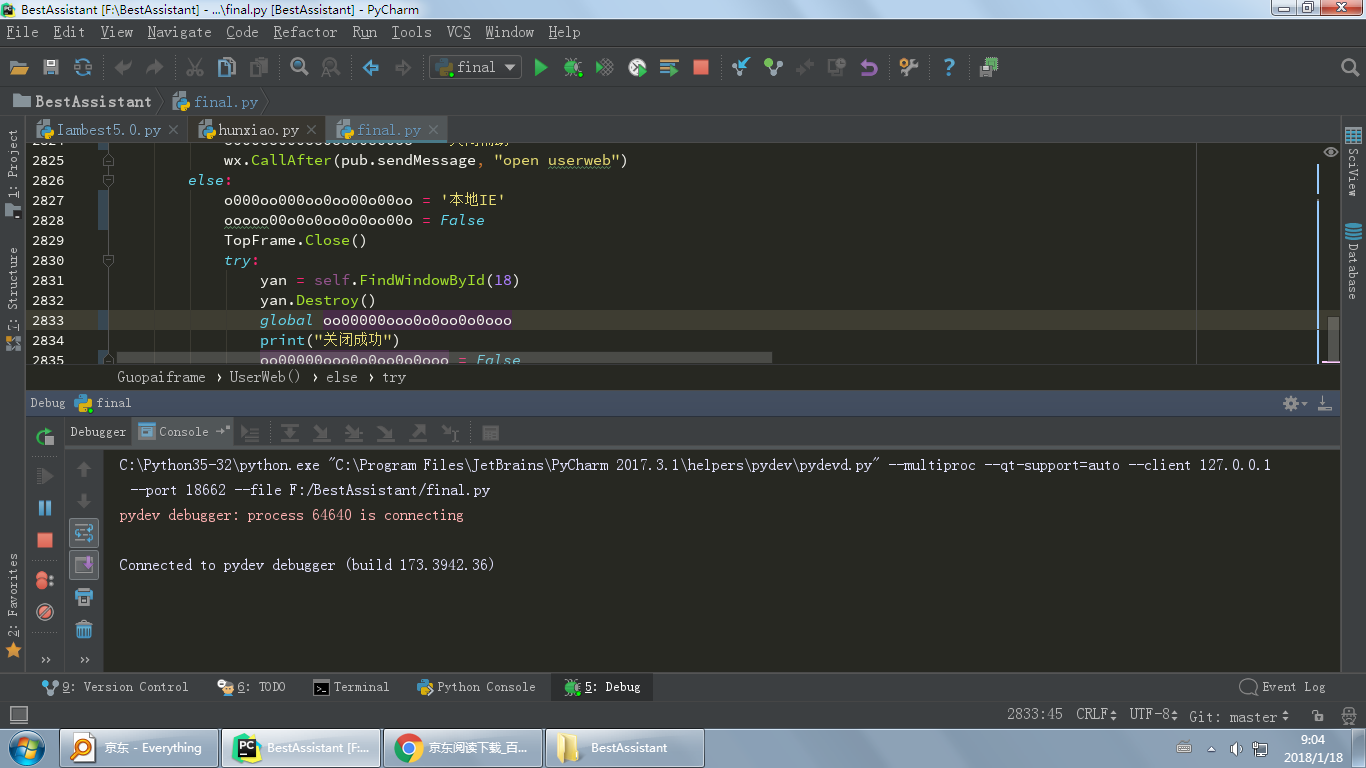 BestAssistant [F:\BestAssistant] - ...\final.py [BestAssistant] - PyCharm
File Edit View Navigate Code Refactor Run Tools VCS Window Help
final
BestAssistant final.py
Iambest5.0.py hunxiao.py final.py
1: Project
7: Structure
2: Favorites
2825 wx.CallAfter(pub.sendMessage, "open userweb")
2826 else:
2827 o000oo000oo0oo00o00oo = '本地IE'
2828 ooooo00o0o0oo0o0oo00o = False
2829 TopFrame.Close()
2830 try:
2831 yan = self.FindWindowById(18)
2832 yan.Destroy()
2833 global oo00000ooo0o0oo0o0ooo
2834 print("关闭成功")
2835 oo00000ooo0o0oo0o0ooo = False
SciView
Database
Guopaiframe › UserWeb() › else › try
Debug final
Debugger Console
C:\Python35-32\python.exe "C:\Program Files\JetBrains\PyCharm 2017.3.1\helpers\pydev\pydevd.py" --multiproc --qt-support=auto --client 127.0.0.1
--port 18662 --file F:/BestAssistant/final.py
pydev debugger: process 64640 is connecting
Connected to pydev debugger (build 173.3942.36)
9: Version Control 6: TODO Terminal Python Console 5: Debug Event Log
2833:45 CRLF UTF-8 Git: master
京东 - Everything BestAssistant [F:... 京东阅读下载_百... BestAssistant
9:04
2018/1/18